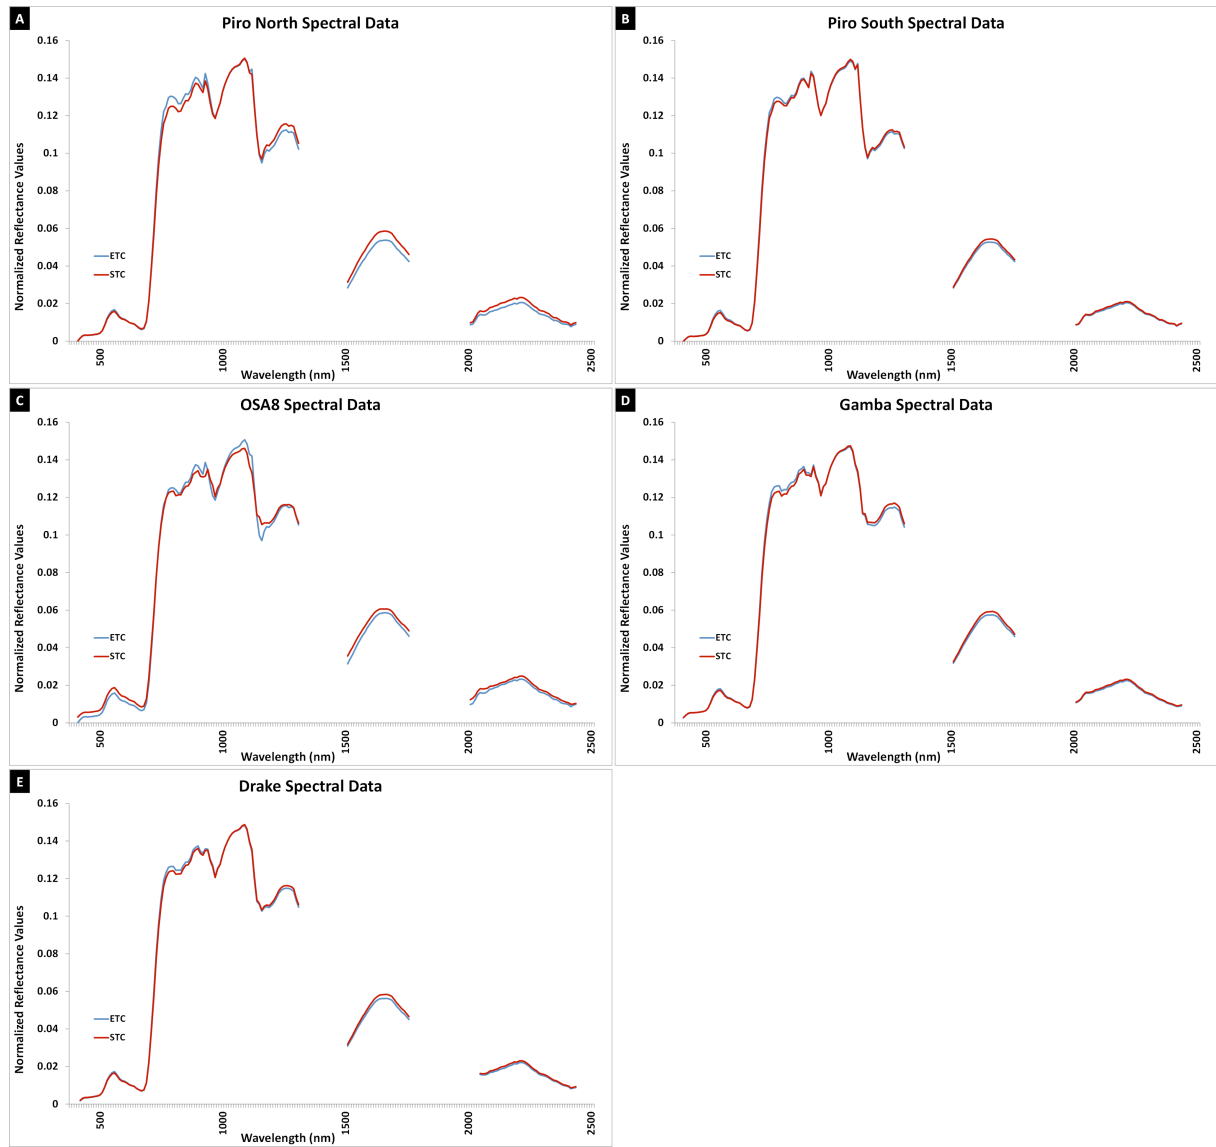 A
Piro North Spectral Data
Normalized Reflectance Values
0.16
0.14
0.12
0.1
0.08
0.06
0.04
0.02
0
ETC
STC
500
1000
1500
2000
2500
Wavelength (nm)
B
Piro South Spectral Data
Normalized Reflectance Values
0.16
0.14
0.12
0.1
0.08
0.06
0.04
0.02
0
ETC
STC
500
1000
1500
2000
2500
Wavelength (nm)
C
OSA8 Spectral Data
Normalized Reflectance Values
0.16
0.14
0.12
0.1
0.08
0.06
0.04
0.02
0
ETC
STC
500
1000
1500
2000
2500
Wavelength (nm)
D
Gamba Spectral Data
Normalized Reflectance Values
0.16
0.14
0.12
0.1
0.08
0.06
0.04
0.02
0
ETC
STC
500
1000
1500
2000
2500
Wavelength (nm)
E
Drake Spectral Data
Normalized Reflectance Values
0.16
0.14
0.12
0.1
0.08
0.06
0.04
0.02
0
ETC
STC
500
1000
1500
2000
2500
Wavelength (nm)